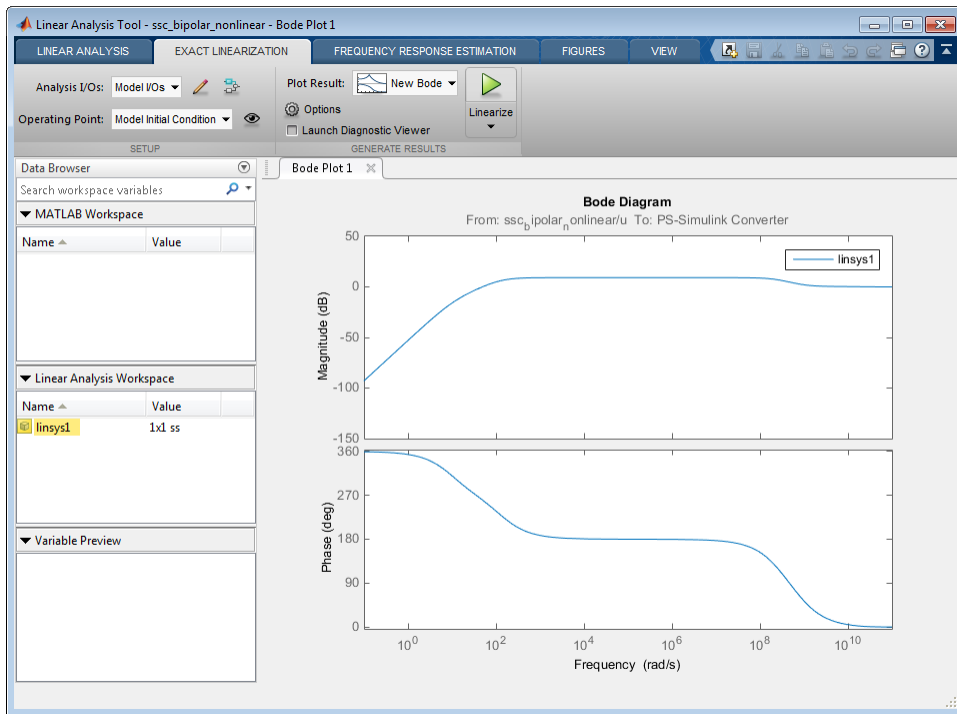 Linear Analysis Tool - ssc_bipolar_nonlinear - Bode Plot 1
LINEAR ANALYSIS EXACT LINEARIZATION FREQUENCY RESPONSE ESTIMATION FIGURES VIEW
Analysis I/Os: Model I/Os
Operating Point: Model Initial Condition
SETUP
Plot Result: New Bode
Options
Launch Diagnostic Viewer
Linearize
GENERATE RESULTS
Data Browser
Search workspace variables
MATLAB Workspace
Name Value
Linear Analysis Workspace
Name Value
linsys1 1x1 ss
Variable Preview
Bode Plot 1
Bode Diagram
From: ssc_bipolar_nonlinear/u To: PS-Simulink Converter
linsys1
Magnitude (dB)
50
0
-50
-100
-150
Phase (deg)
360
270
180
90
0
10^0 10^2 10^4 10^6 10^8 10^10
Frequency (rad/s)